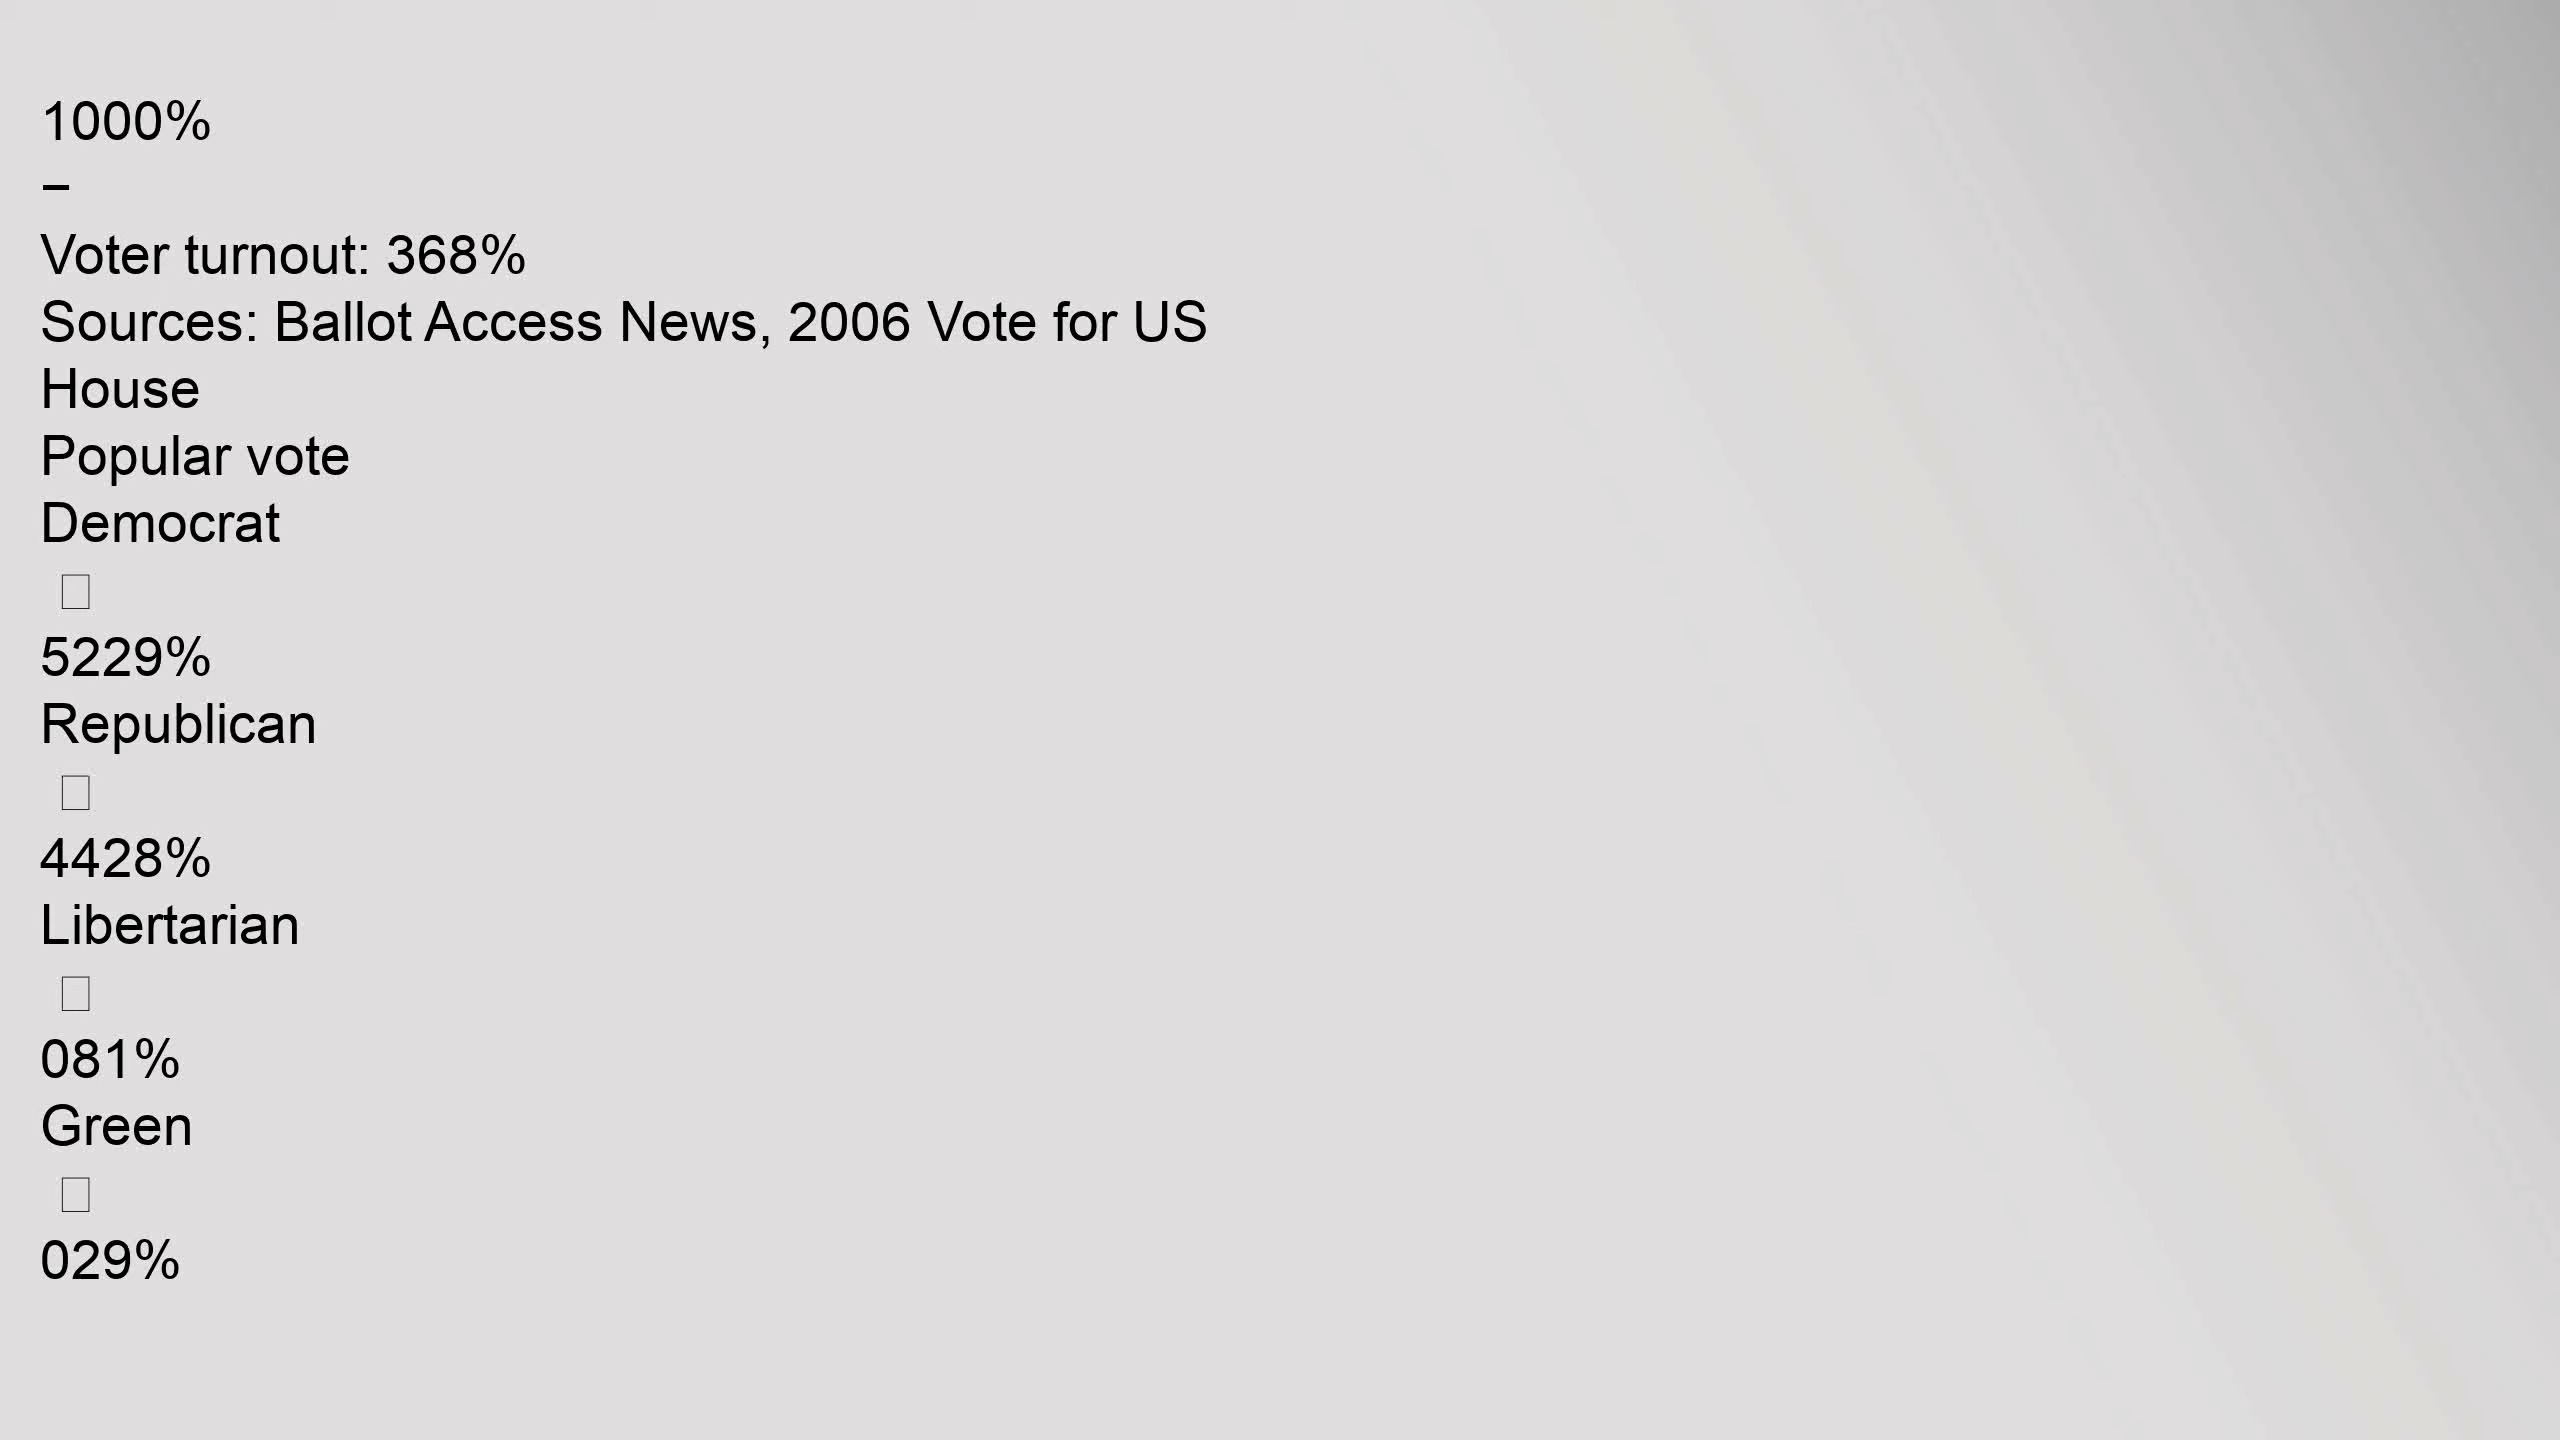 1000%
–
Voter turnout: 368%
Sources: Ballot Access News, 2006 Vote for US
House
Popular vote
Democrat
□
5229%
Republican
□
4428%
Libertarian
□
081%
Green
□
029%